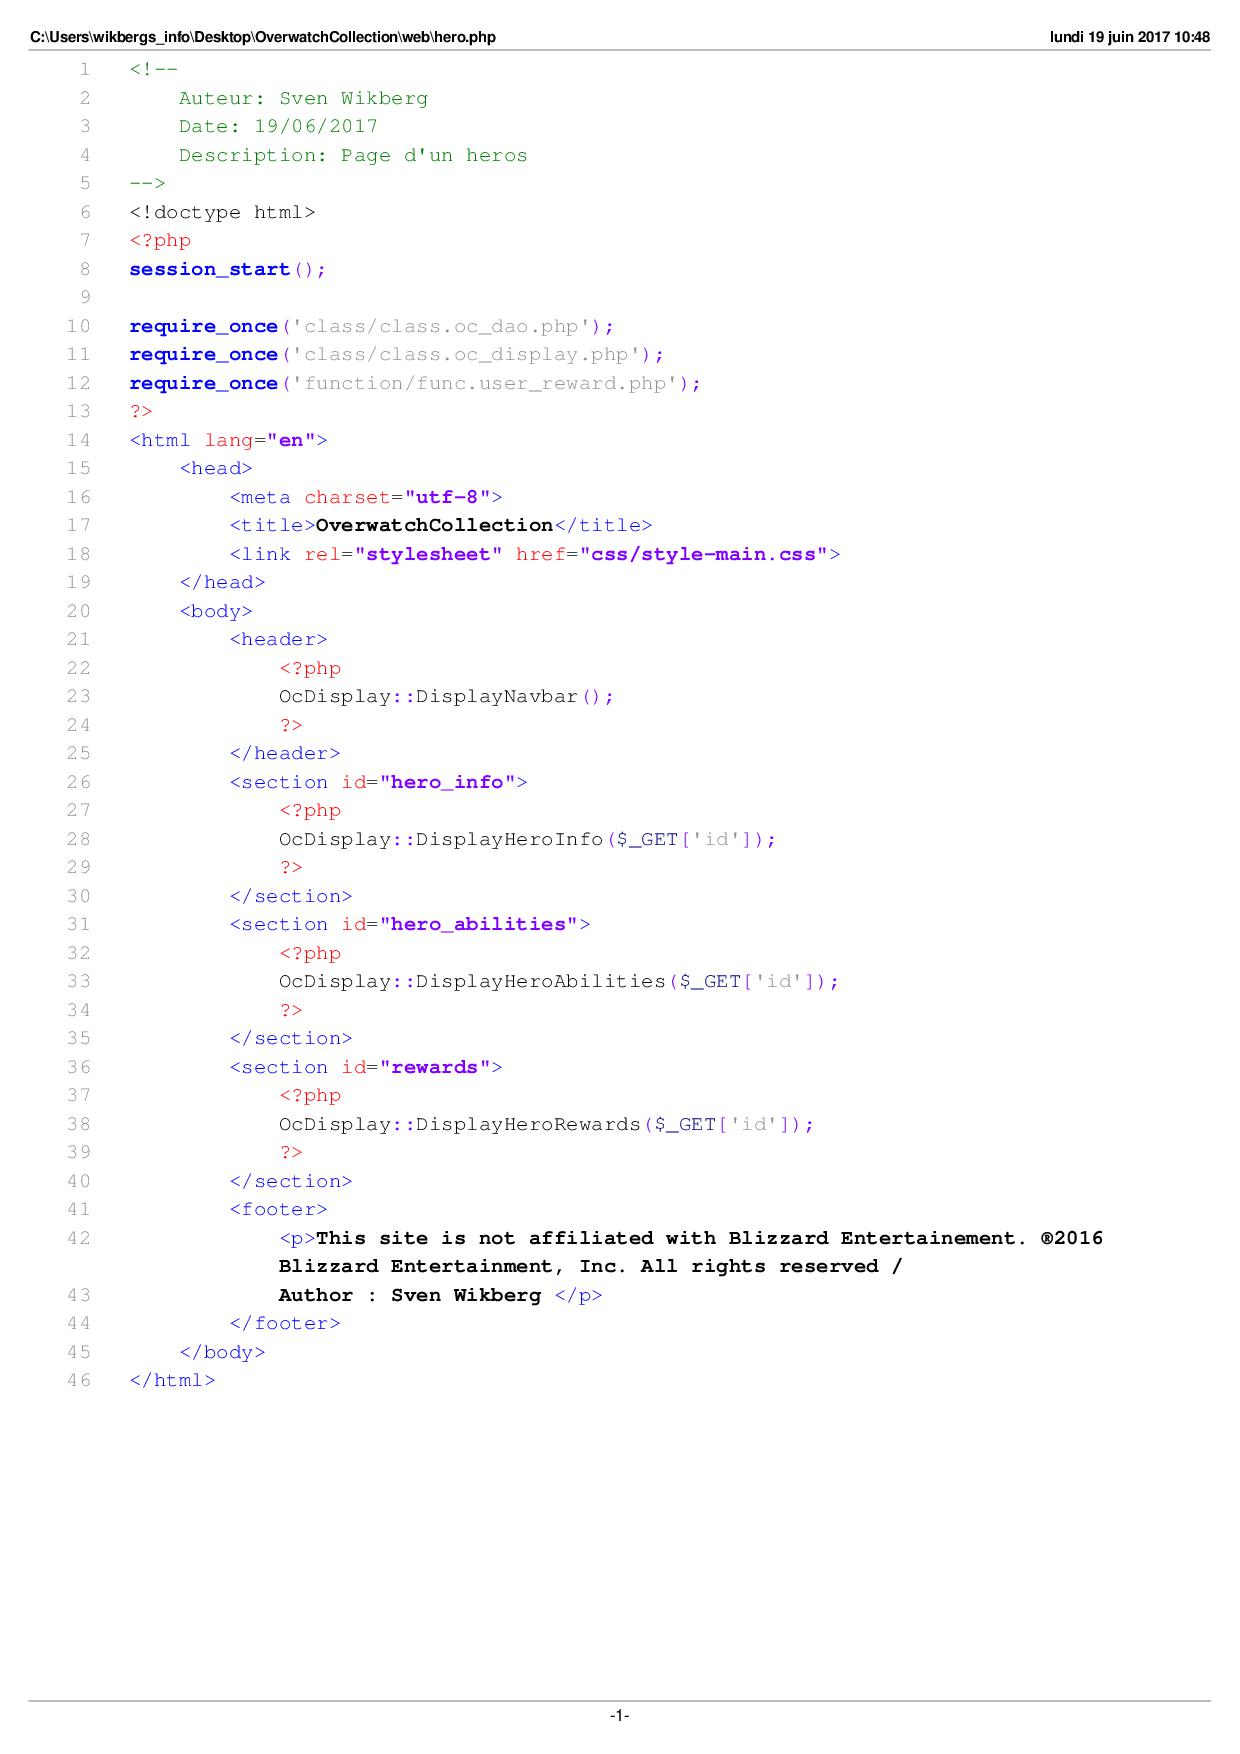 C:\Users\wikbergs_info\Desktop\OverwatchCollection\web\hero.php lundi 19 juin 2017 10:48
1 <!--
2     Auteur: Sven Wikberg
3     Date: 19/06/2017
4     Description: Page d'un heros
5 -->
6 <!doctype html>
7 <?php
8 session_start();
9
10 require_once('class/class.oc_dao.php');
11 require_once('class/class.oc_display.php');
12 require_once('function/func.user_reward.php');
13 ?>
14 <html lang="en">
15     <head>
16         <meta charset="utf-8">
17         <title>OverwatchCollection</title>
18         <link rel="stylesheet" href="css/style-main.css">
19     </head>
20     <body>
21         <header>
22             <?php
23             OcDisplay::DisplayNavbar();
24             ?>
25         </header>
26         <section id="hero_info">
27             <?php
28             OcDisplay::DisplayHeroInfo($_GET['id']);
29             ?>
30         </section>
31         <section id="hero_abilities">
32             <?php
33             OcDisplay::DisplayHeroAbilities($_GET['id']);
34             ?>
35         </section>
36         <section id="rewards">
37             <?php
38             OcDisplay::DisplayHeroRewards($_GET['id']);
39             ?>
40         </section>
41         <footer>
42             <p>This site is not affiliated with Blizzard Entertainement. ®2016
            Blizzard Entertainment, Inc. All rights reserved /
43             Author : Sven Wikberg </p>
44         </footer>
45     </body>
46 </html>
-1-